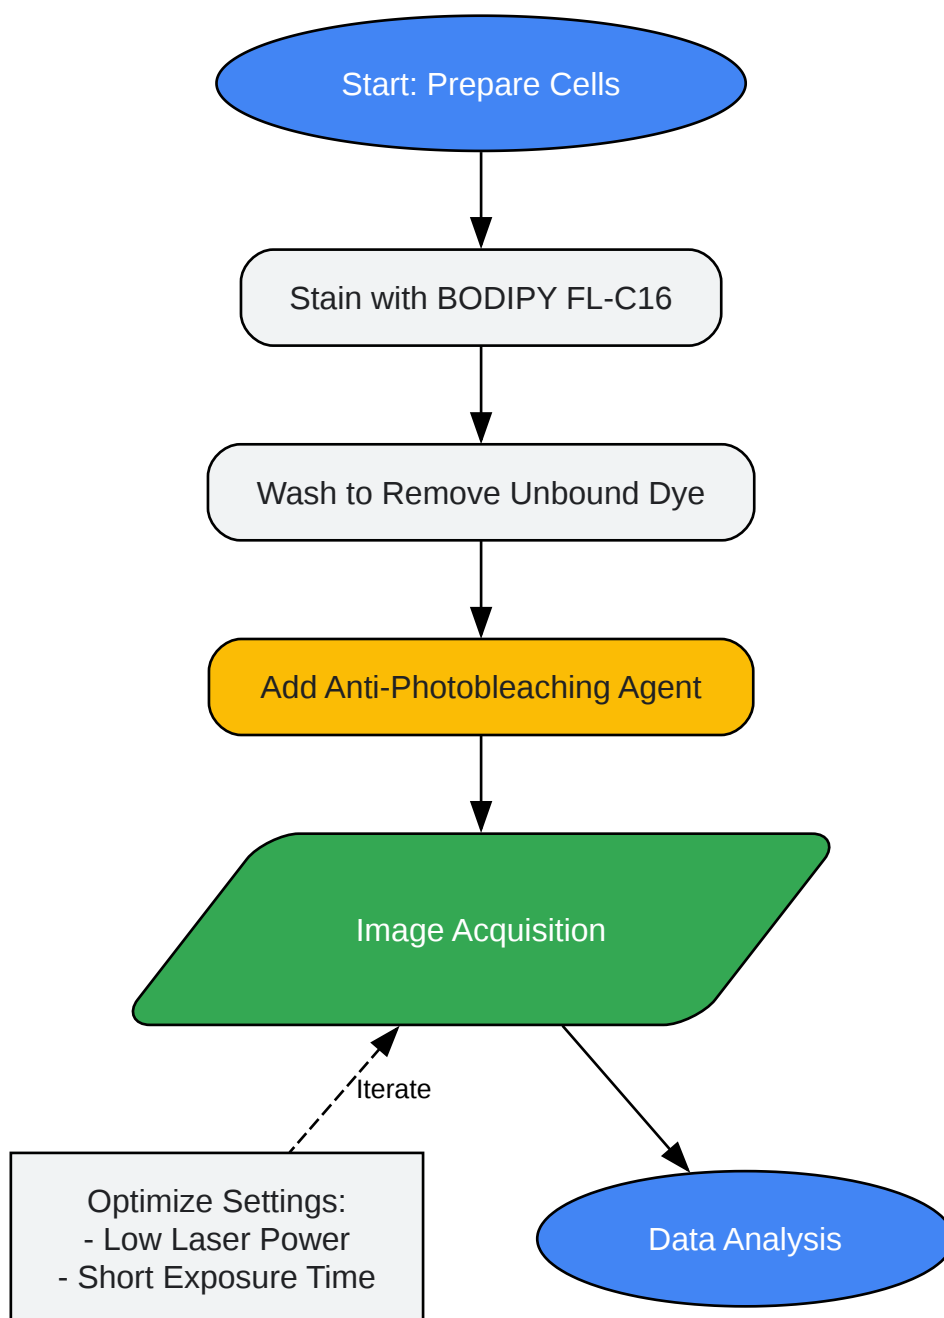 Start: Prepare Cells
Stain with BODIPY FL-C16
Wash to Remove Unbound Dye
Add Anti-Photobleaching Agent
Image Acquisition
Iterate
Optimize Settings:
- Low Laser Power
- Short Exposure Time
Data Analysis